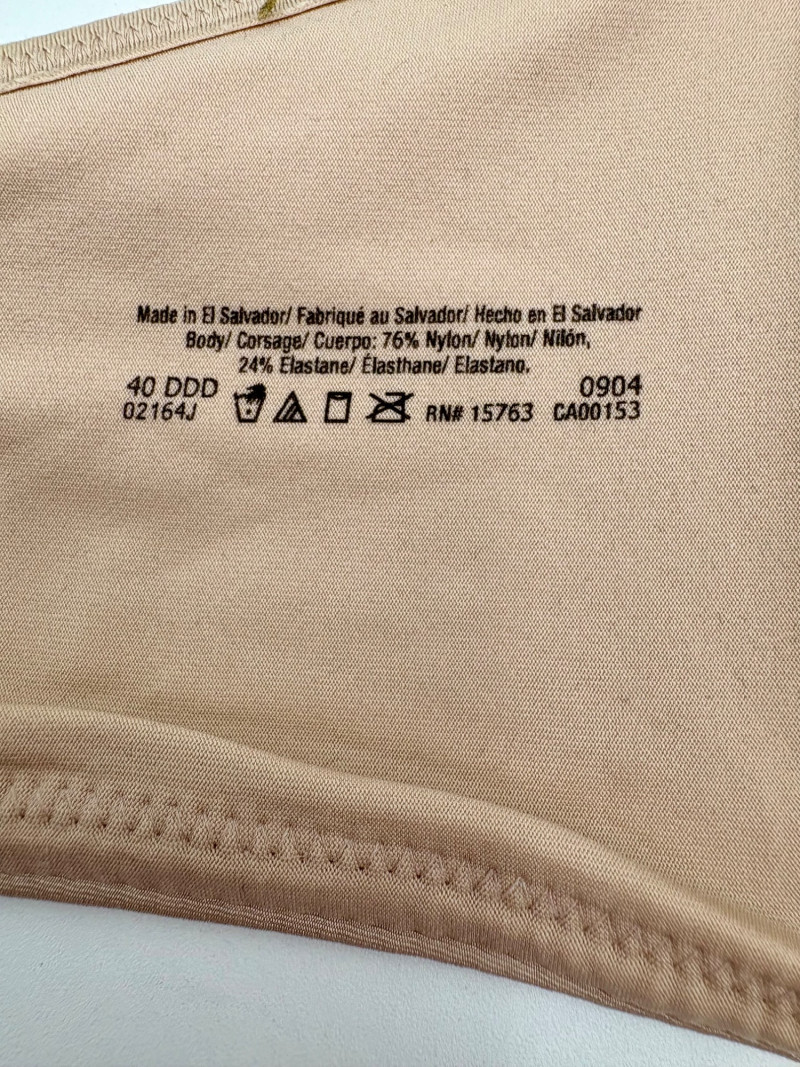 Made in El Salvador/ Fabriqué au Salvador/ Hecho en El Salvador
Body/ Corsage/ Cuerpo: 76% Nylon/ Nylon/ Nilón,
24% Elastane/ Élasthane/ Elastano.
40 DDD 0904
02164J RN# 15763 CA00153